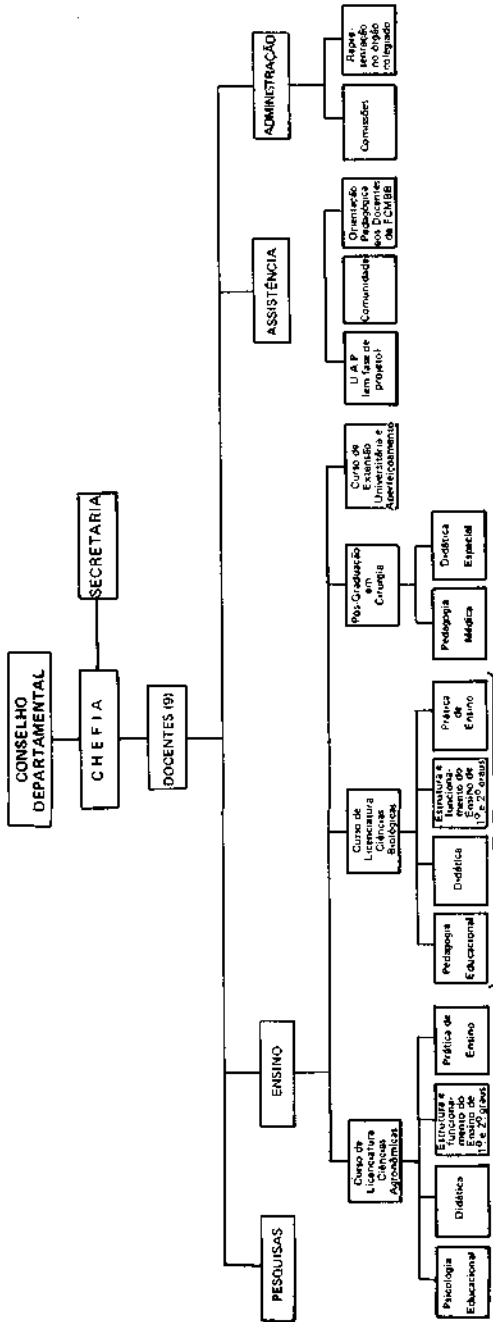 CONSELHO
DEPARTAMENTAL
CHEFIA
SECRETARIA
DOCENTES (9)
PESQUISAS
ENSINO
ASSISTÊNCIA
ADMINISTRAÇÃO
Curso de
Licenciatura
Ciências
Agronômicas
Curso de
Licenciatura
Ciências
Biológicas
Pós-Graduação
em
Cirurgia
Curso de
Extensão
Universitária e
Aperfeiçoamento
U A P
(em fase de
projeto)
Comunidades
Orientação
Pedagógica
aos Docentes
da FCMBB
Comissões
Repre-
sentação
no órgão
colegiado
Psicologia
Educacional
Didática
Estrutura e
funciona-
mento do
Ensino de
1º e 2º graus
Prática de
Ensino
Pedagogia
Educacional
Didática
Estrutura e
funciona-
mento do
Ensino de
1º e 2º graus
Prática
de
Ensino
Pedagogia
Médica
Didática
Especial